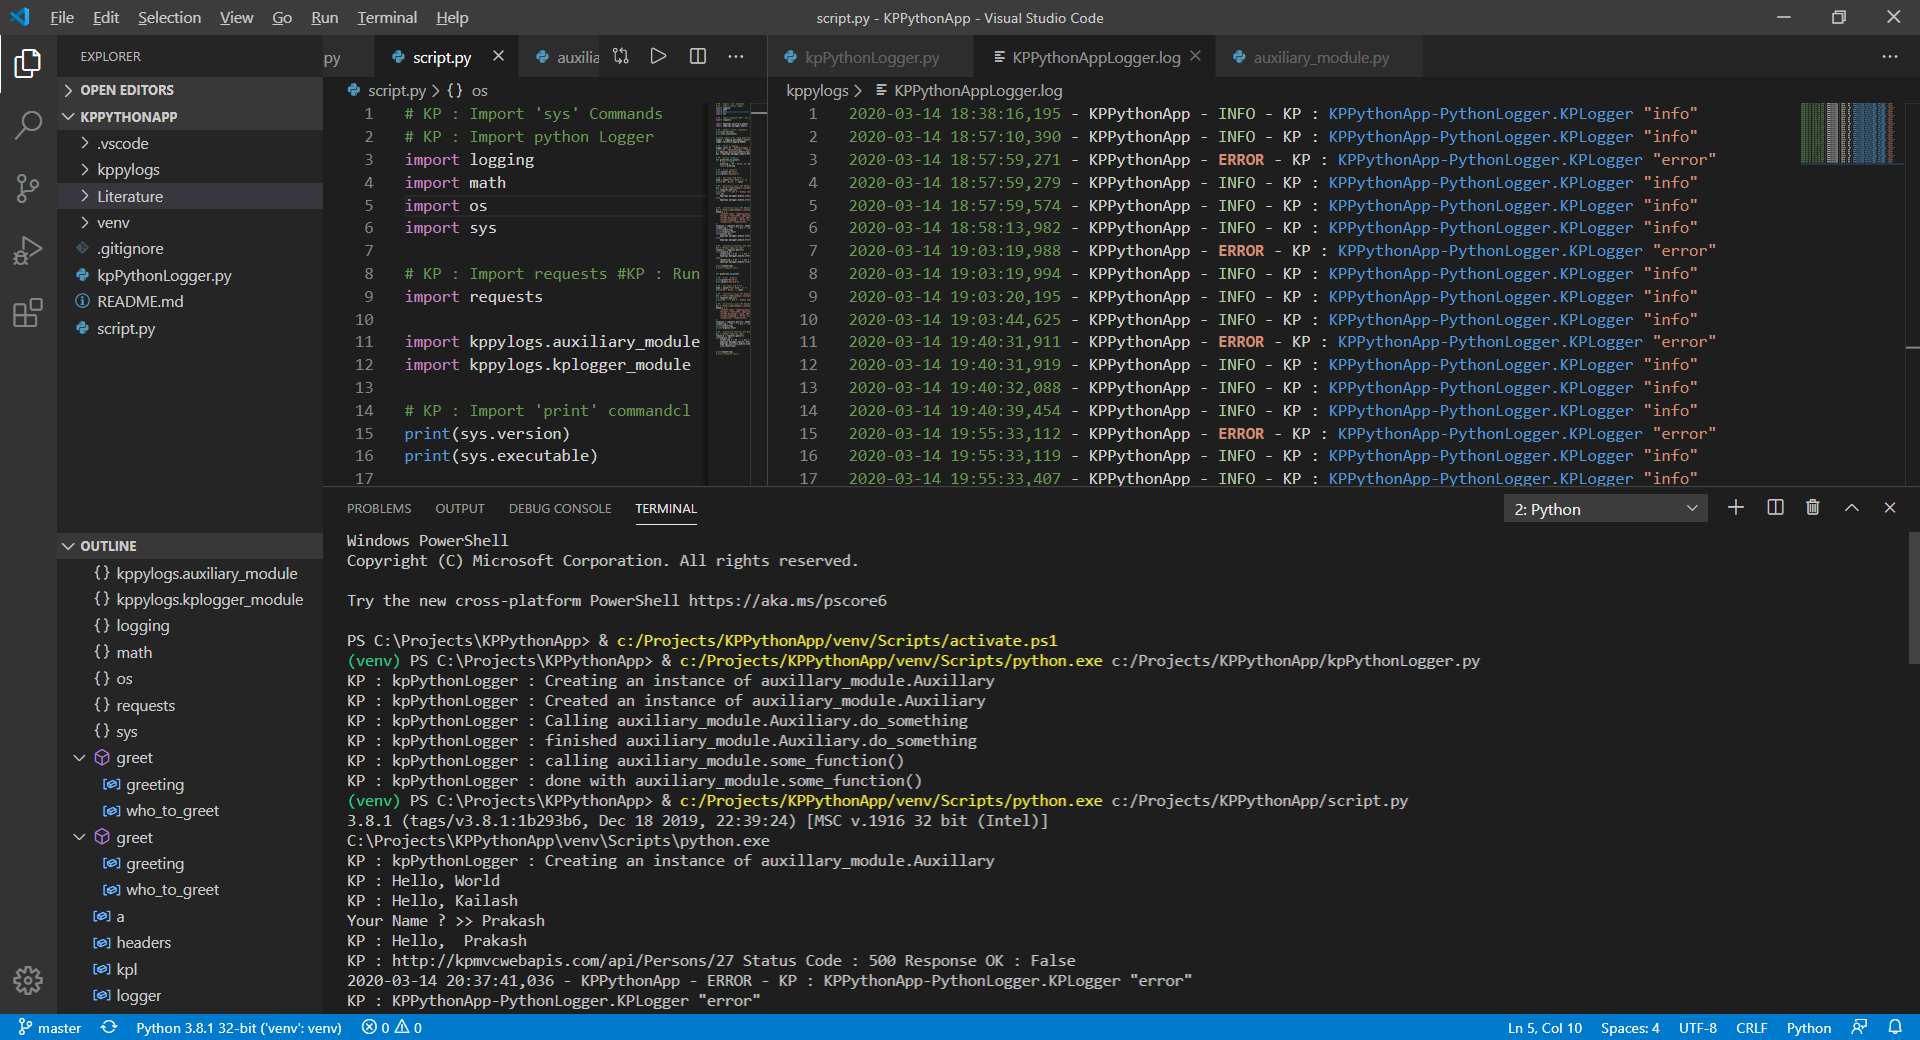 File Edit Selection View Go Run Terminal Help
script.py - KPPythonApp - Visual Studio Code
EXPLORER
OPEN EDITORS
KPPYTHONAPP
.vscode
kppylogs
Literature
venv
.gitignore
kpPythonLogger.py
README.md
script.py
OUTLINE
{} kppylogs.auxiliary_module
{} kppylogs.kplogger_module
{} logging
{} math
{} os
{} requests
{} sys
greet
greeting
who_to_greet
greet
greeting
who_to_greet
a
headers
kpl
logger
py script.py auxilia
script.py > {} os
1 # KP : Import 'sys' Commands
2 # KP : Import python Logger
3 import logging
4 import math
5 import os
6 import sys
7
8 # KP : Import requests #KP : Run
9 import requests
10
11 import kppylogs.auxiliary_module
12 import kppylogs.kplogger_module
13
14 # KP : Import 'print' commandcl
15 print(sys.version)
16 print(sys.executable)
17
kpPythonLogger.py KPPythonAppLogger.log auxiliary_module.py
kppylogs > KPPythonAppLogger.log
1 2020-03-14 18:38:16,195 - KPPythonApp - INFO - KP : KPPythonApp-PythonLogger.KPLogger "info"
2 2020-03-14 18:57:10,390 - KPPythonApp - INFO - KP : KPPythonApp-PythonLogger.KPLogger "info"
3 2020-03-14 18:57:59,271 - KPPythonApp - ERROR - KP : KPPythonApp-PythonLogger.KPLogger "error"
4 2020-03-14 18:57:59,279 - KPPythonApp - INFO - KP : KPPythonApp-PythonLogger.KPLogger "info"
5 2020-03-14 18:57:59,574 - KPPythonApp - INFO - KP : KPPythonApp-PythonLogger.KPLogger "info"
6 2020-03-14 18:58:13,982 - KPPythonApp - INFO - KP : KPPythonApp-PythonLogger.KPLogger "info"
7 2020-03-14 19:03:19,988 - KPPythonApp - ERROR - KP : KPPythonApp-PythonLogger.KPLogger "error"
8 2020-03-14 19:03:19,994 - KPPythonApp - INFO - KP : KPPythonApp-PythonLogger.KPLogger "info"
9 2020-03-14 19:03:20,195 - KPPythonApp - INFO - KP : KPPythonApp-PythonLogger.KPLogger "info"
10 2020-03-14 19:03:44,625 - KPPythonApp - INFO - KP : KPPythonApp-PythonLogger.KPLogger "info"
11 2020-03-14 19:40:31,911 - KPPythonApp - ERROR - KP : KPPythonApp-PythonLogger.KPLogger "error"
12 2020-03-14 19:40:31,919 - KPPythonApp - INFO - KP : KPPythonApp-PythonLogger.KPLogger "info"
13 2020-03-14 19:40:32,088 - KPPythonApp - INFO - KP : KPPythonApp-PythonLogger.KPLogger "info"
14 2020-03-14 19:40:39,454 - KPPythonApp - INFO - KP : KPPythonApp-PythonLogger.KPLogger "info"
15 2020-03-14 19:55:33,112 - KPPythonApp - ERROR - KP : KPPythonApp-PythonLogger.KPLogger "error"
16 2020-03-14 19:55:33,119 - KPPythonApp - INFO - KP : KPPythonApp-PythonLogger.KPLogger "info"
17 2020-03-14 19:55:33,407 - KPPythonApp - INFO - KP : KPPythonApp-PythonLogger.KPLogger "info"
PROBLEMS OUTPUT DEBUG CONSOLE TERMINAL
2: Python
Windows PowerShell
Copyright (C) Microsoft Corporation. All rights reserved.
Try the new cross-platform PowerShell https://aka.ms/pscore6
PS C:\Projects\KPPythonApp> & c:/Projects/KPPythonApp/venv/Scripts/activate.ps1
(venv) PS C:\Projects\KPPythonApp> & c:/Projects/KPPythonApp/venv/Scripts/python.exe c:/Projects/KPPythonApp/kpPythonLogger.py
KP : kpPythonLogger : Creating an instance of auxillary_module.Auxillary
KP : kpPythonLogger : Created an instance of auxiliary_module.Auxiliary
KP : kpPythonLogger : Calling auxiliary_module.Auxiliary.do_something
KP : kpPythonLogger : finished auxiliary_module.Auxiliary.do_something
KP : kpPythonLogger : calling auxiliary_module.some_function()
KP : kpPythonLogger : done with auxiliary_module.some_function()
(venv) PS C:\Projects\KPPythonApp> & c:/Projects/KPPythonApp/venv/Scripts/python.exe c:/Projects/KPPythonApp/script.py
3.8.1 (tags/v3.8.1:1b293b6, Dec 18 2019, 22:39:24) [MSC v.1916 32 bit (Intel)]
C:\Projects\KPPythonApp\venv\Scripts\python.exe
KP : kpPythonLogger : Creating an instance of auxillary_module.Auxillary
KP : Hello, World
KP : Hello, Kailash
Your Name ? >> Prakash
KP : Hello,  Prakash
KP : http://kpmvcwebapis.com/api/Persons/27 Status Code : 500 Response OK : False
2020-03-14 20:37:41,036 - KPPythonApp - ERROR - KP : KPPythonApp-PythonLogger.KPLogger "error"
KP : KPPythonApp-PythonLogger.KPLogger "error"
master Python 3.8.1 32-bit ('venv': venv) 0 0 Ln 5, Col 10 Spaces: 4 UTF-8 CRLF Python